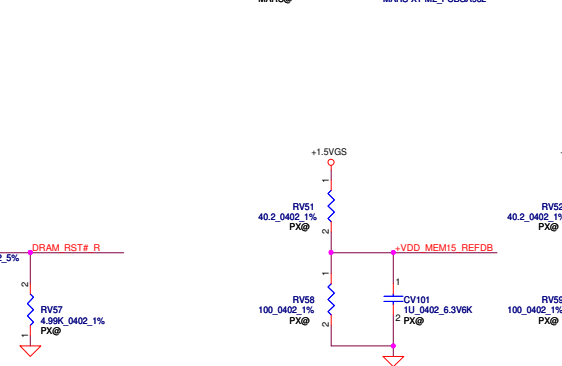 +1.5VGS
1
RV51
40.2_0402_1%
PX@
2
RV52
40.2_0402_1%
PX@
DRAM_RST#_R
+VDD_MEM15_REFDB
_5%
2
RV57
4.99K_0402_1%
PX@
1
1
RV58
100_0402_1%
PX@
2
1
CV101
1U_0402_6.3V6K
2
PX@
RV59
100_0402_1%
PX@